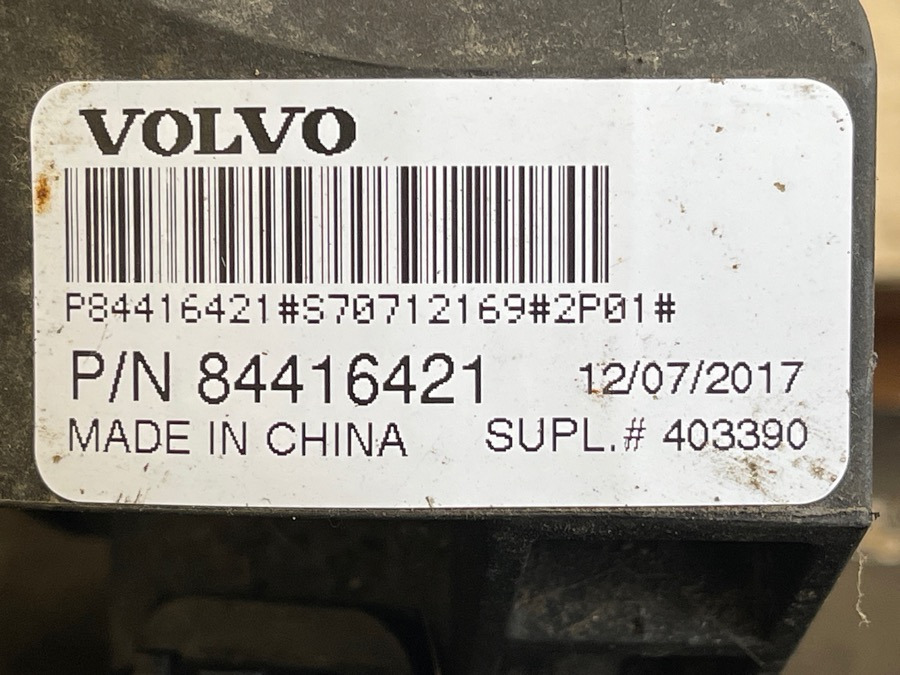 VOLVO
P84416421#S70712169#2P01#
P/N 84416421 12/07/2017
MADE IN CHINA SUPL.# 403390